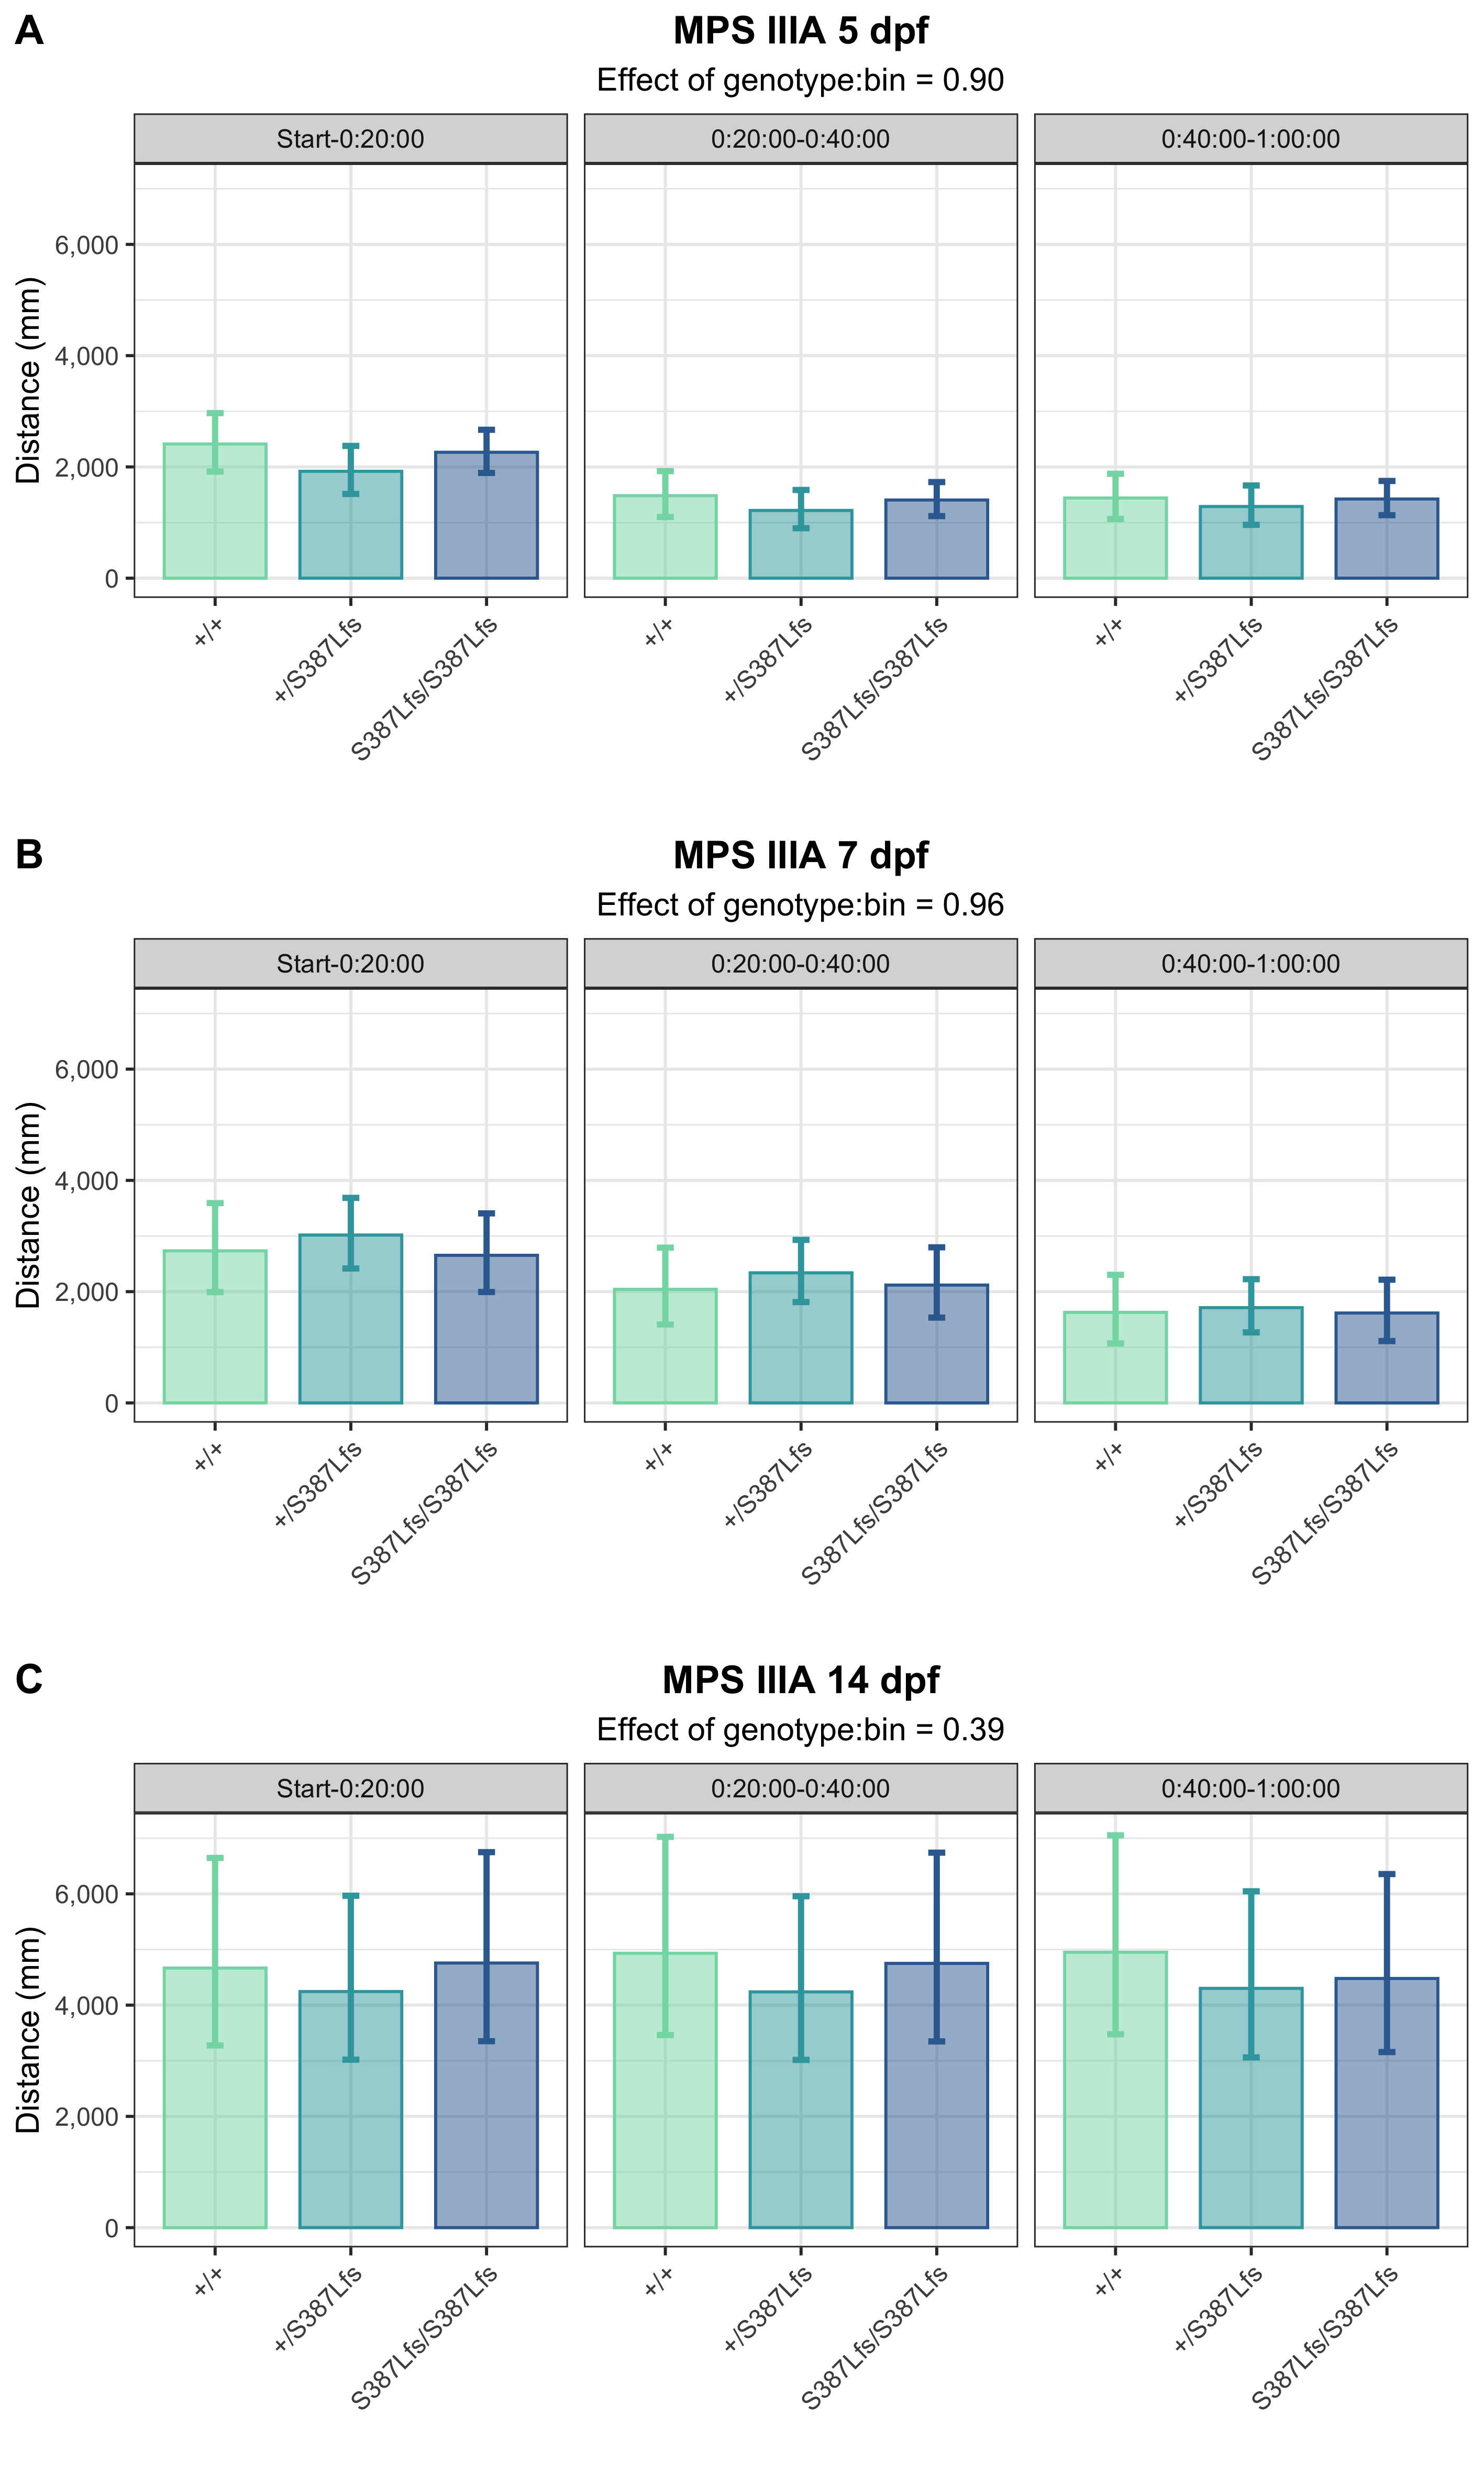 A
MPS IIIA 5 dpf
Effect of genotype:bin = 0.90
Start-0:20:00
0:20:00-0:40:00
0:40:00-1:00:00
Distance (mm)
6,000
4,000
2,000
0
+/+
+/S387Lfs
S387Lfs/S387Lfs
+/+
+/S387Lfs
S387Lfs/S387Lfs
+/+
+/S387Lfs
S387Lfs/S387Lfs
B
MPS IIIA 7 dpf
Effect of genotype:bin = 0.96
Start-0:20:00
0:20:00-0:40:00
0:40:00-1:00:00
Distance (mm)
6,000
4,000
2,000
0
+/+
+/S387Lfs
S387Lfs/S387Lfs
+/+
+/S387Lfs
S387Lfs/S387Lfs
+/+
+/S387Lfs
S387Lfs/S387Lfs
C
MPS IIIA 14 dpf
Effect of genotype:bin = 0.39
Start-0:20:00
0:20:00-0:40:00
0:40:00-1:00:00
Distance (mm)
6,000
4,000
2,000
0
+/+
+/S387Lfs
S387Lfs/S387Lfs
+/+
+/S387Lfs
S387Lfs/S387Lfs
+/+
+/S387Lfs
S387Lfs/S387Lfs